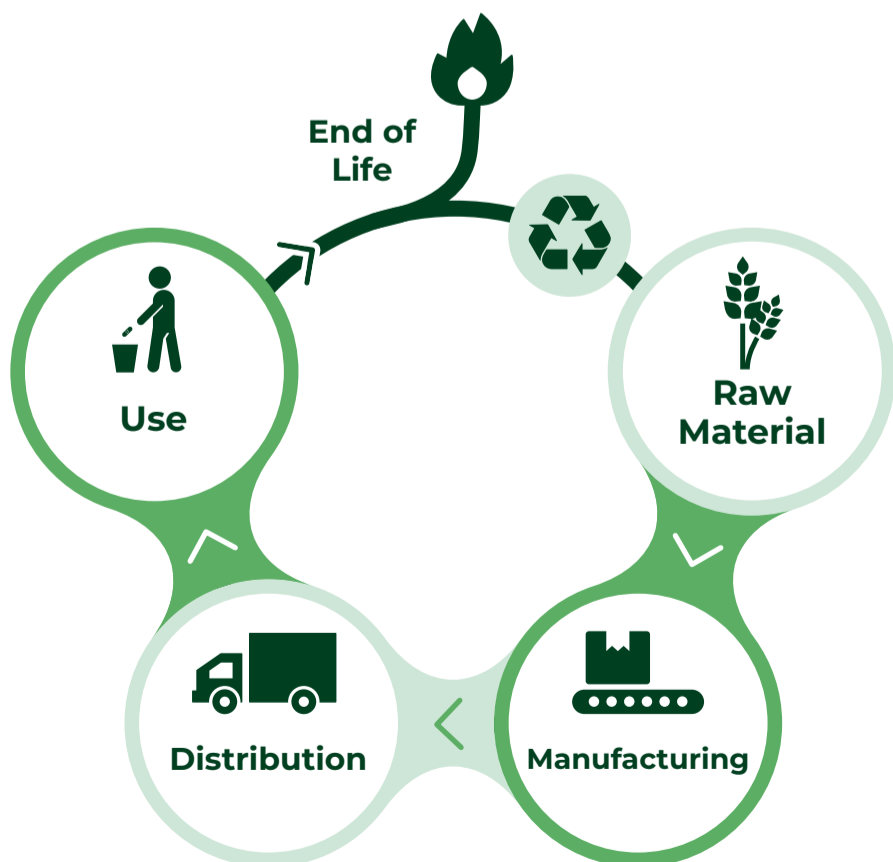 End of
Life
Use
Raw
Material
Distribution
Manufacturing